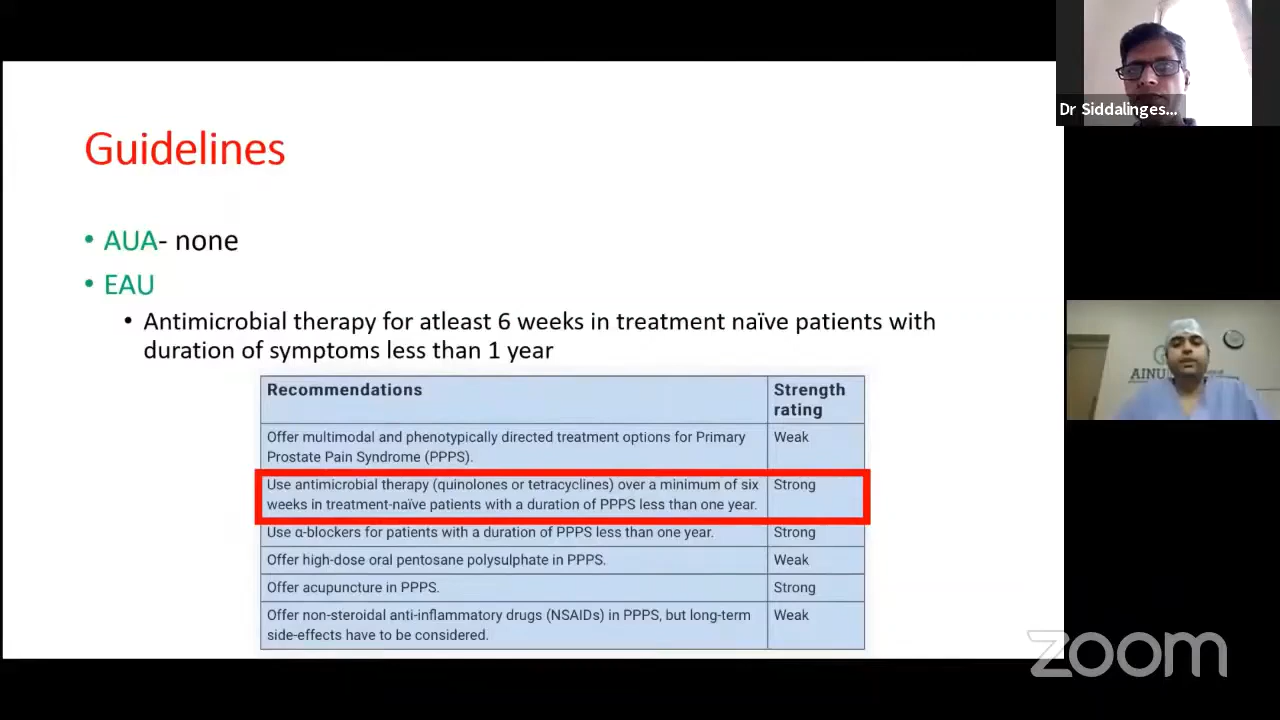 Dr Siddalinges...
Guidelines
• AUA- none
• EAU
• Antimicrobial therapy for atleast 6 weeks in treatment naïve patients with
duration of symptoms less than 1 year
Recommendations
Strength
rating
Offer multimodal and phenotypically directed treatment options for Primary
Prostate Pain Syndrome (PPPS).
Weak
Use antimicrobial therapy (quinolones or tetracyclines) over a minimum of six
weeks in treatment-naïve patients with a duration of PPPS less than one year.
Strong
Use α-blockers for patients with a duration of PPPS less than one year.
Strong
Offer high-dose oral pentosane polysulphate in PPPS.
Weak
Offer acupuncture in PPPS.
Strong
Offer non-steroidal anti-inflammatory drugs (NSAIDs) in PPPS, but long-term
side-effects have to be considered.
Weak
AINU
zoom